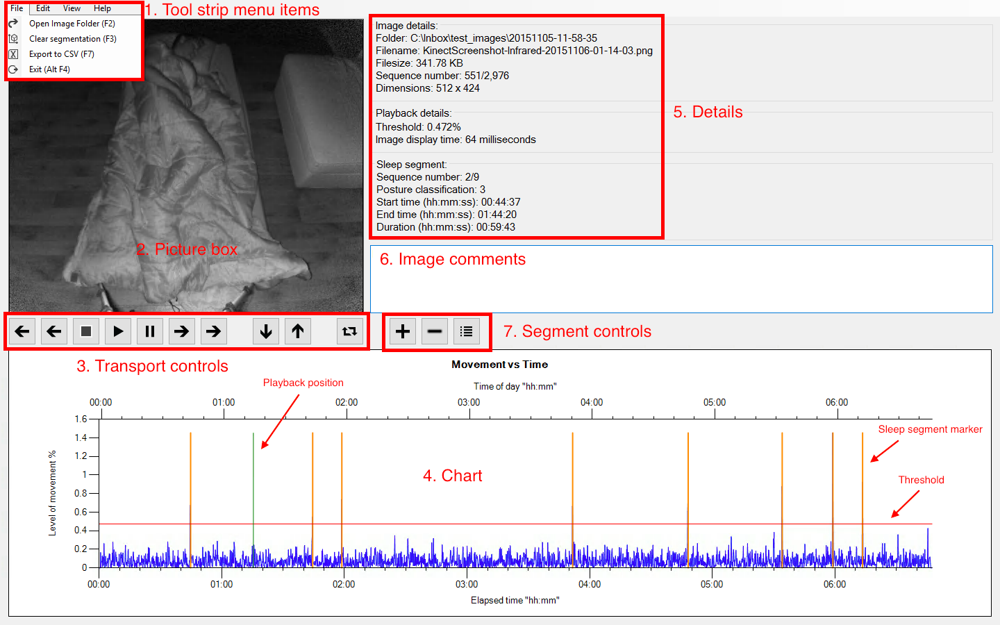 File Edit View Help
1. Tool strip menu items
Open Image Folder (F2)
Clear segmentation (F3)
Export to CSV (F7)
Exit (Alt F4)
2. Picture box
Image details:
Folder: C:\Inbox\test_images\20151105-11-58-35
Filename: KinectScreenshot-Infrared-20151106-01-14-03.png
Filesize: 341.78 KB
Sequence number: 551/2,976
Dimensions: 512 x 424
Playback details:
Threshold: 0.472%
Image display time: 64 milliseconds
Sleep segment:
Sequence number: 2/9
Posture classification: 3
Start time (hh:mm:ss): 00:44:37
End time (hh:mm:ss): 01:44:20
Duration (hh:mm:ss): 00:59:43
5. Details
6. Image comments
7. Segment controls
3. Transport controls
Movement vs Time
Playback position
Time of day "hh:mm"
00:00 01:00 02:00 03:00 04:00 05:00 06:00
1.6
1.4
1.2
1
0.8
0.6
0.4
0.2
0
Level of movement %
Sleep segment marker
4. Chart
Threshold
00:00 01:00 02:00 03:00 04:00 05:00 06:00
Elapsed time "hh:mm"